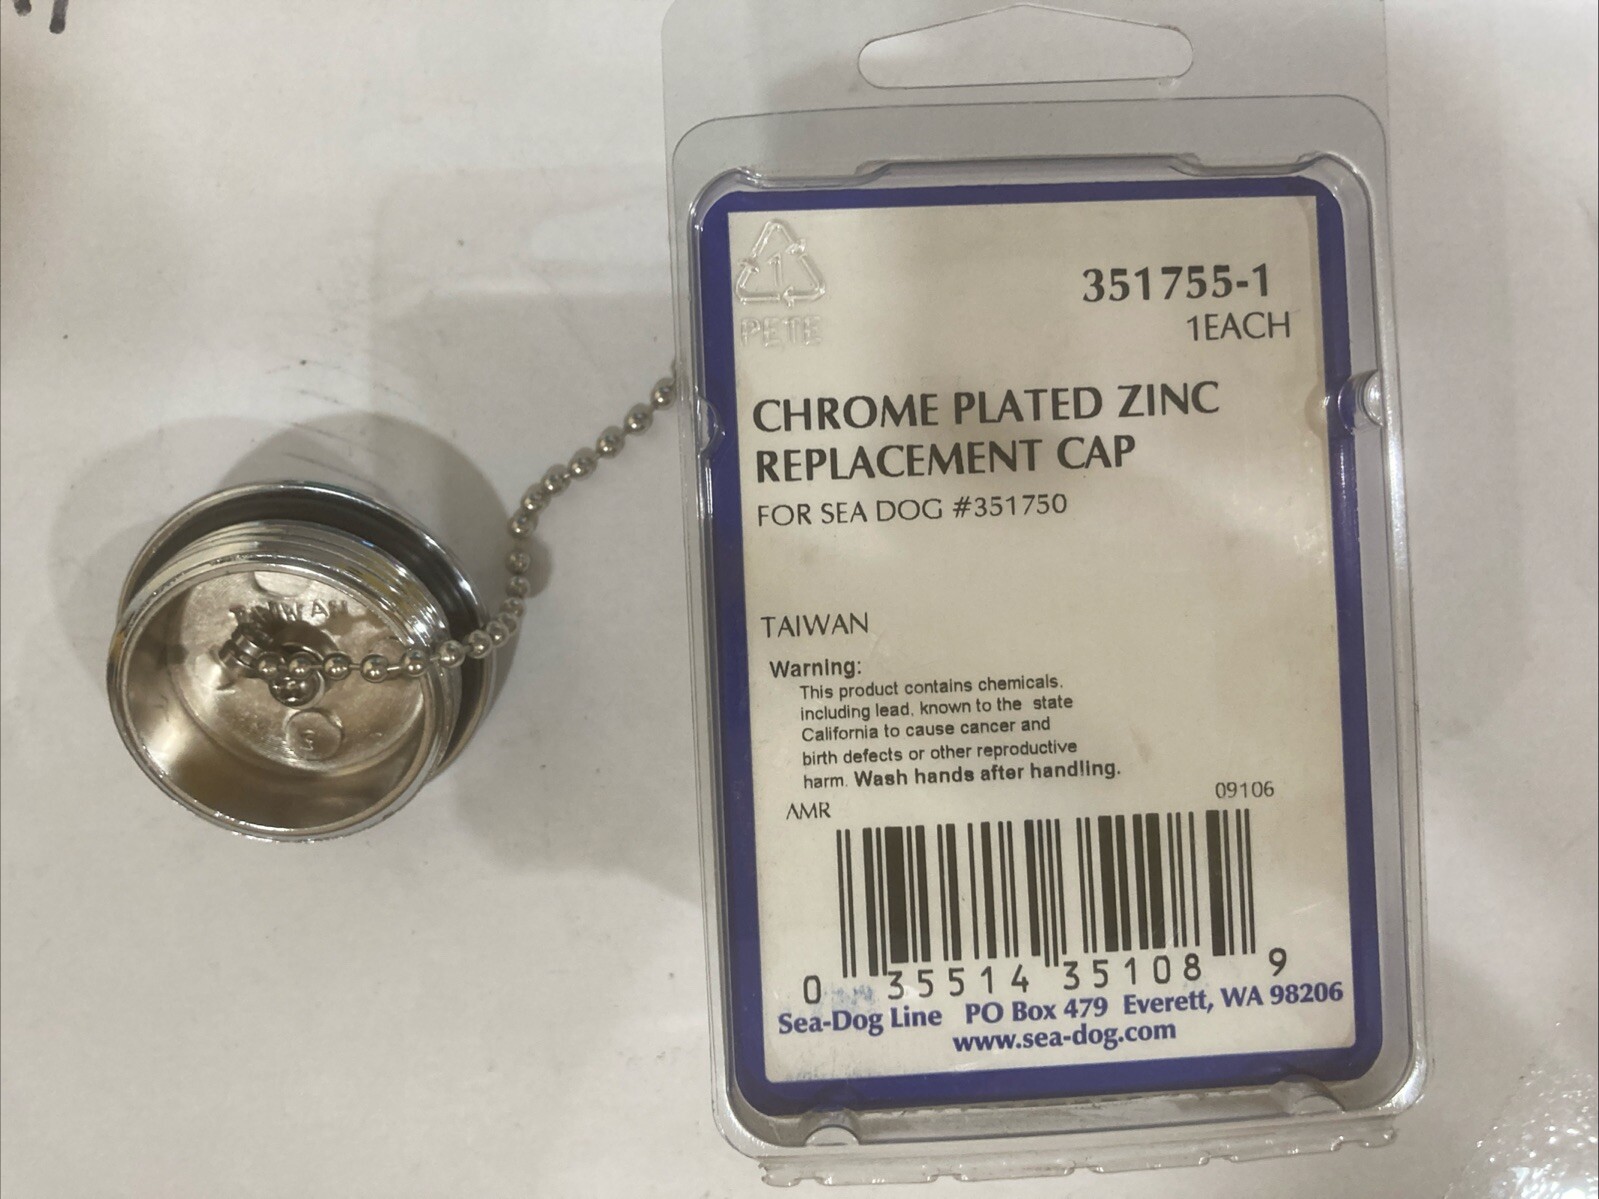 TAIWAN
1
PETE
351755-1
1EACH
CHROME PLATED ZINC
REPLACEMENT CAP
FOR SEA DOG #351750
TAIWAN
Warning:
This product contains chemicals,
including lead, known to the state
California to cause cancer and
birth defects or other reproductive
harm. Wash hands after handling.
AMR
09106
0 35514 35108 9
Sea-Dog Line PO Box 479 Everett, WA 98206
www.sea-dog.com